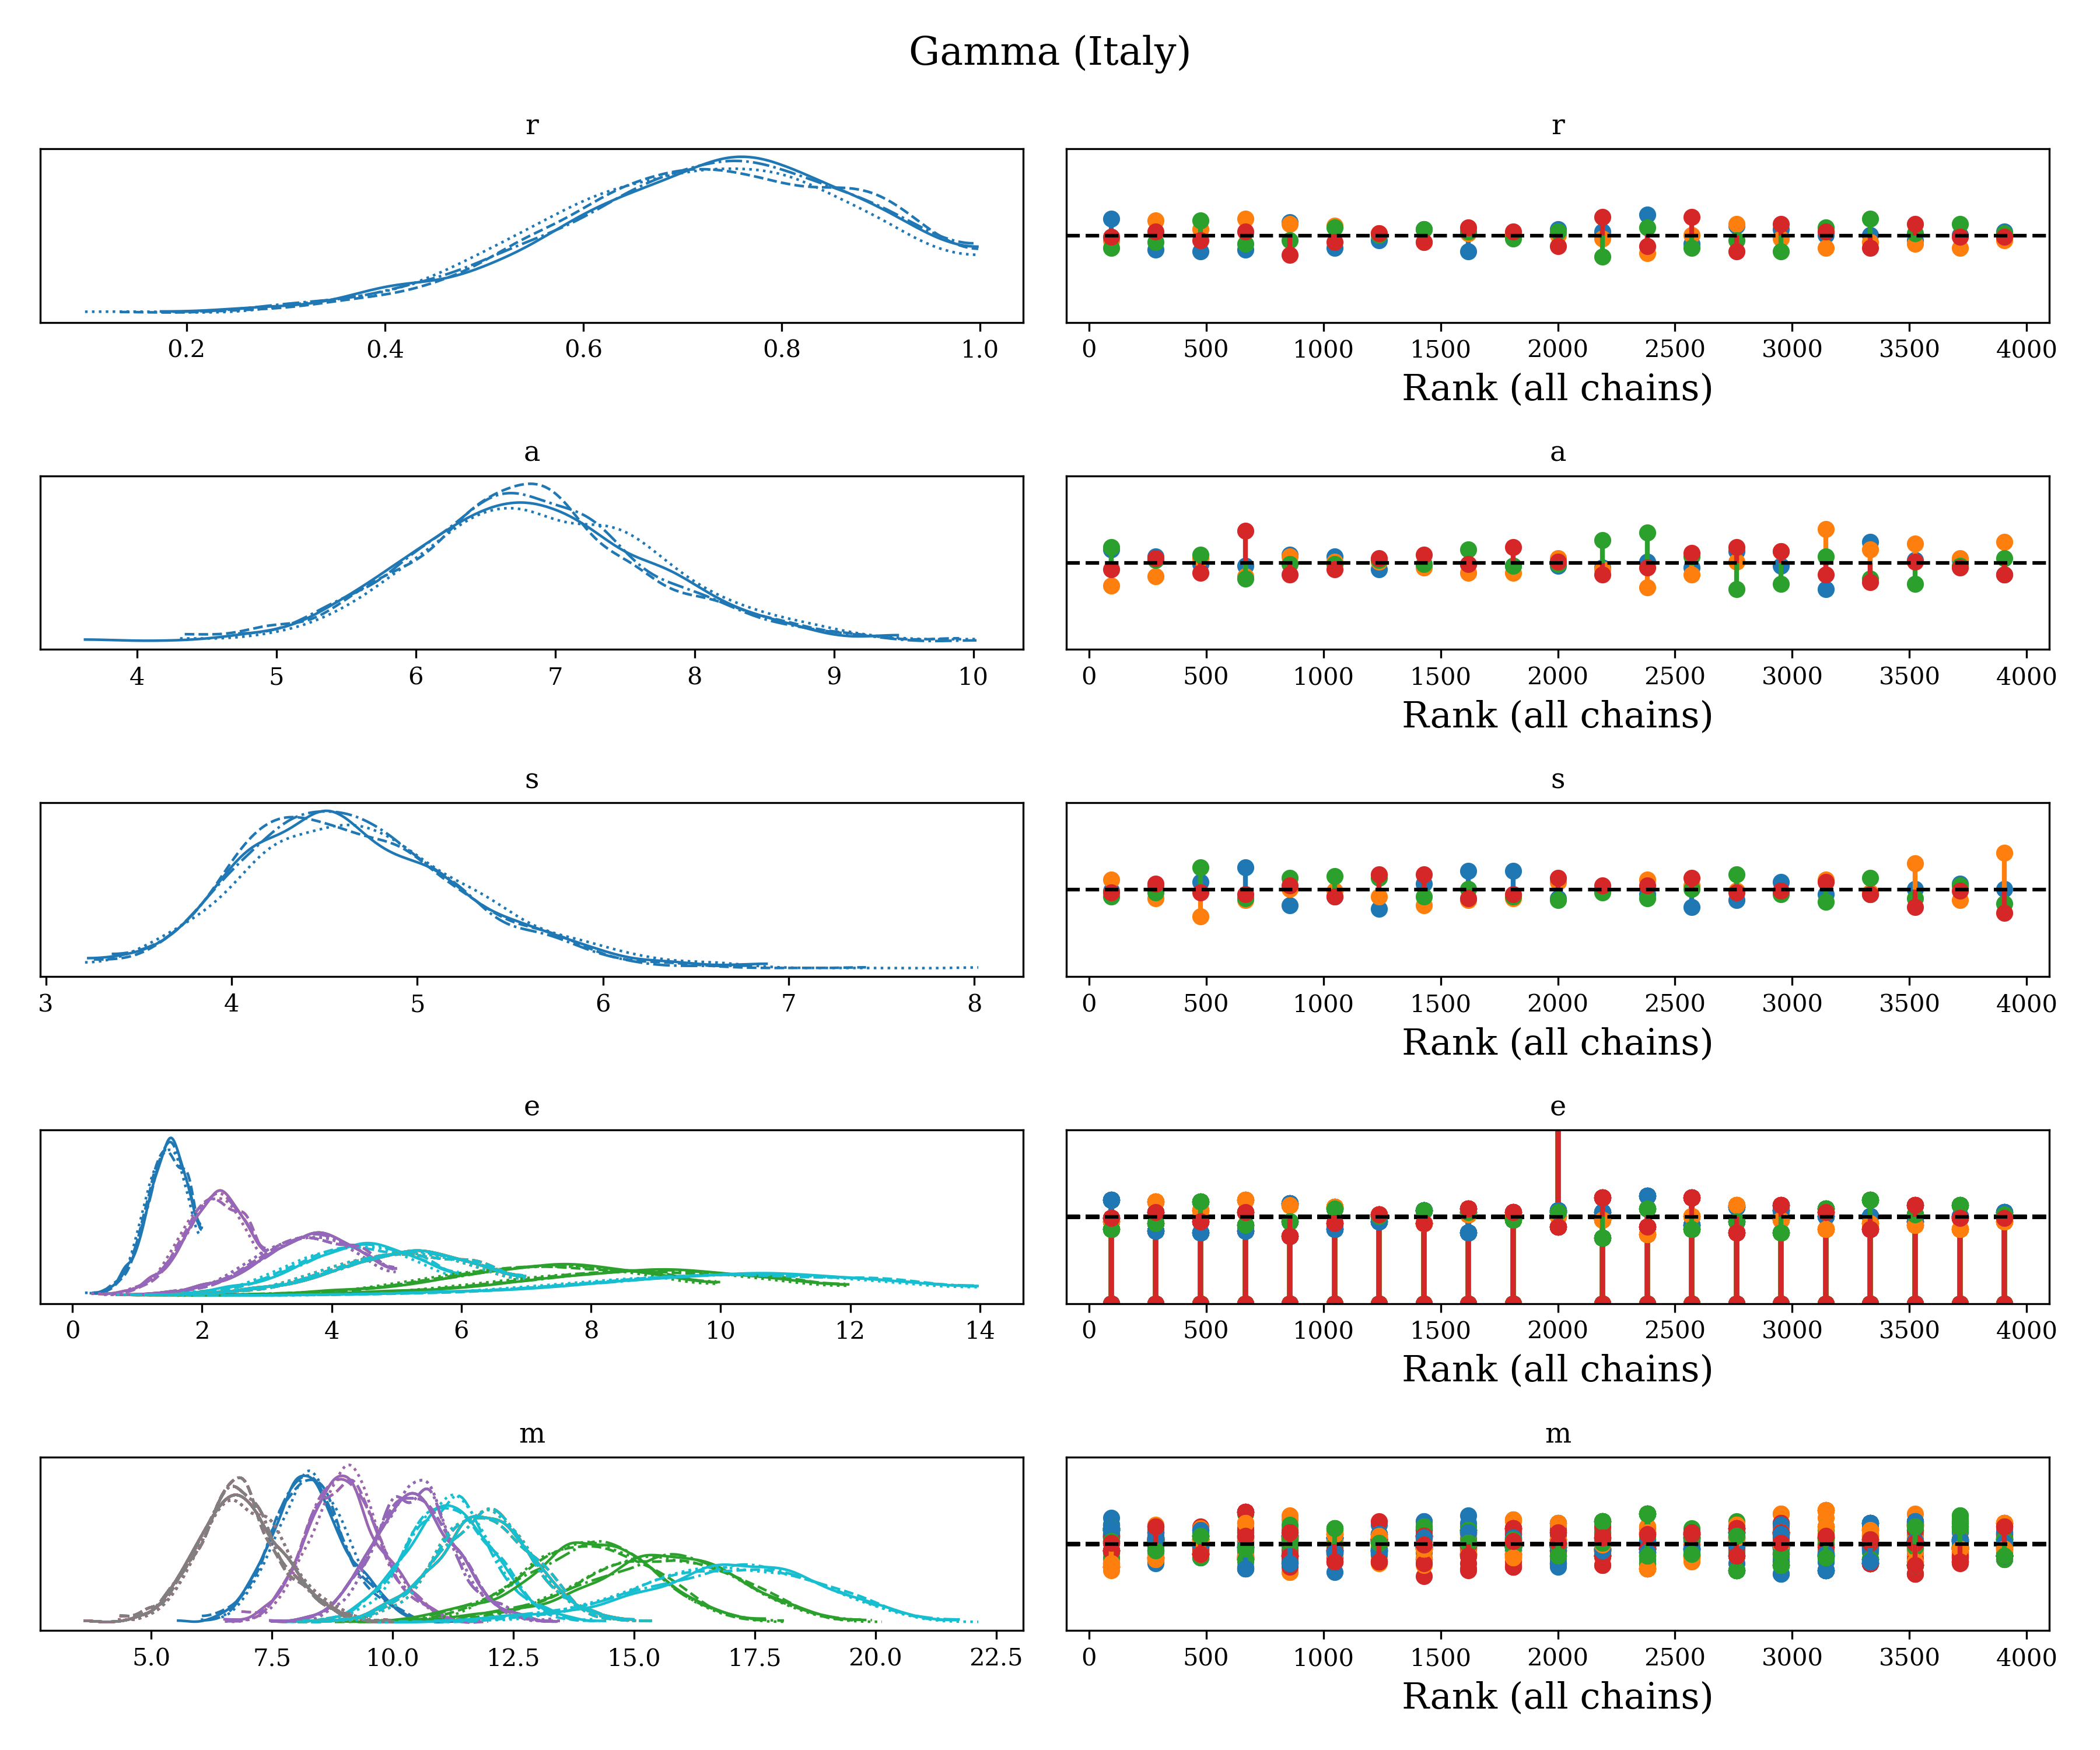 Gamma (Italy)
r r
0.2 0.4 0.6 0.8 1.0 0 500 1000 1500 2000 2500 3000 3500 4000
Rank (all chains)
a a
4 5 6 7 8 9 10 0 500 1000 1500 2000 2500 3000 3500 4000
Rank (all chains)
s s
3 4 5 6 7 8 0 500 1000 1500 2000 2500 3000 3500 4000
Rank (all chains)
e e
0 2 4 6 8 10 12 14 0 500 1000 1500 2000 2500 3000 3500 4000
Rank (all chains)
m m
5.0 7.5 10.0 12.5 15.0 17.5 20.0 22.5 0 500 1000 1500 2000 2500 3000 3500 4000
Rank (all chains)